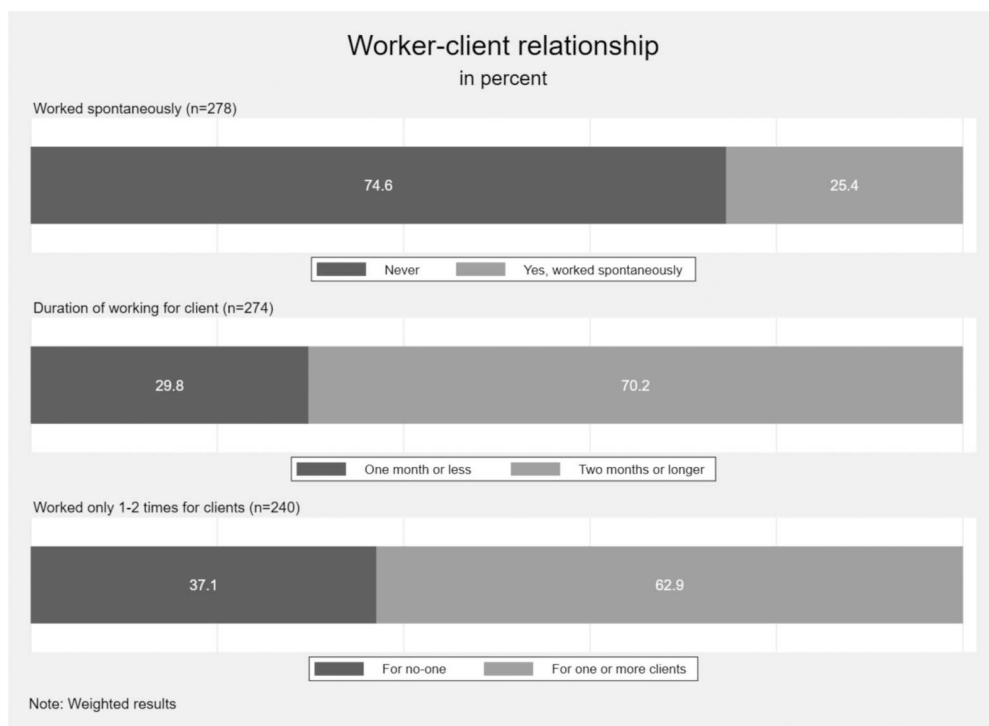 Worker-client relationship
in percent
Worked spontaneously (n=278)
74.6 25.4
Never Yes, worked spontaneously
Duration of working for client (n=274)
29.8 70.2
One month or less Two months or longer
Worked only 1-2 times for clients (n=240)
37.1 62.9
For no-one For one or more clients
Note: Weighted results